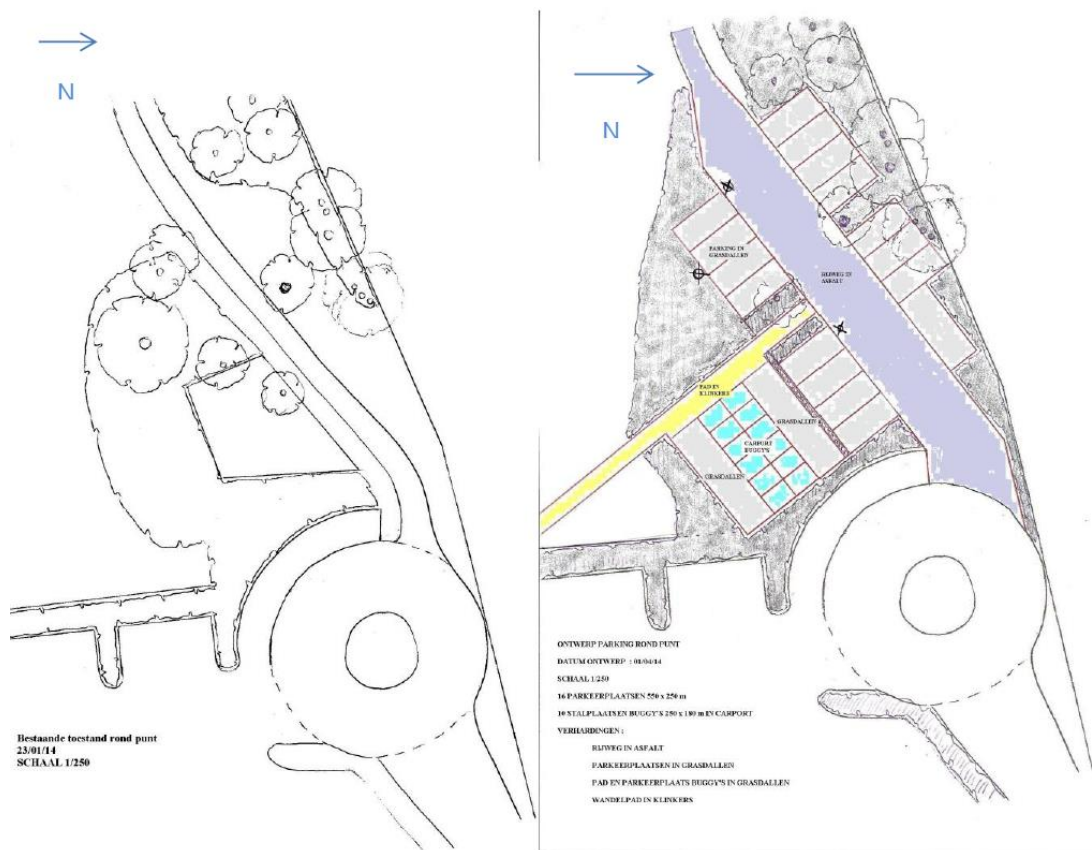 N
Bestaande toestand rond punt
23/01/14
SCHAAL 1/250
N
PARKING IN
GRASDALLEN
RIJWEG IN
ASFALT
PAD EN
KLINKERS
GRASDALLEN
CARPORT
BUGGY'S
GRASDALLEN
ONTWERP PARKING ROND PUNT
DATUM ONTWERP : 01/04/14
SCHAAL 1/250
16 PARKEERPLAATSEN 550 x 250 m
10 STALPLAATSEN BUGGY'S 250 x 180 m IN CARPORT
VERHARDINGEN :
RIJWEG IN ASFALT
PARKEERPLAATSEN IN GRASDALLEN
PAD EN PARKEERPLAATS BUGGY'S IN GRASDALLEN
WANDELPAD IN KLINKERS